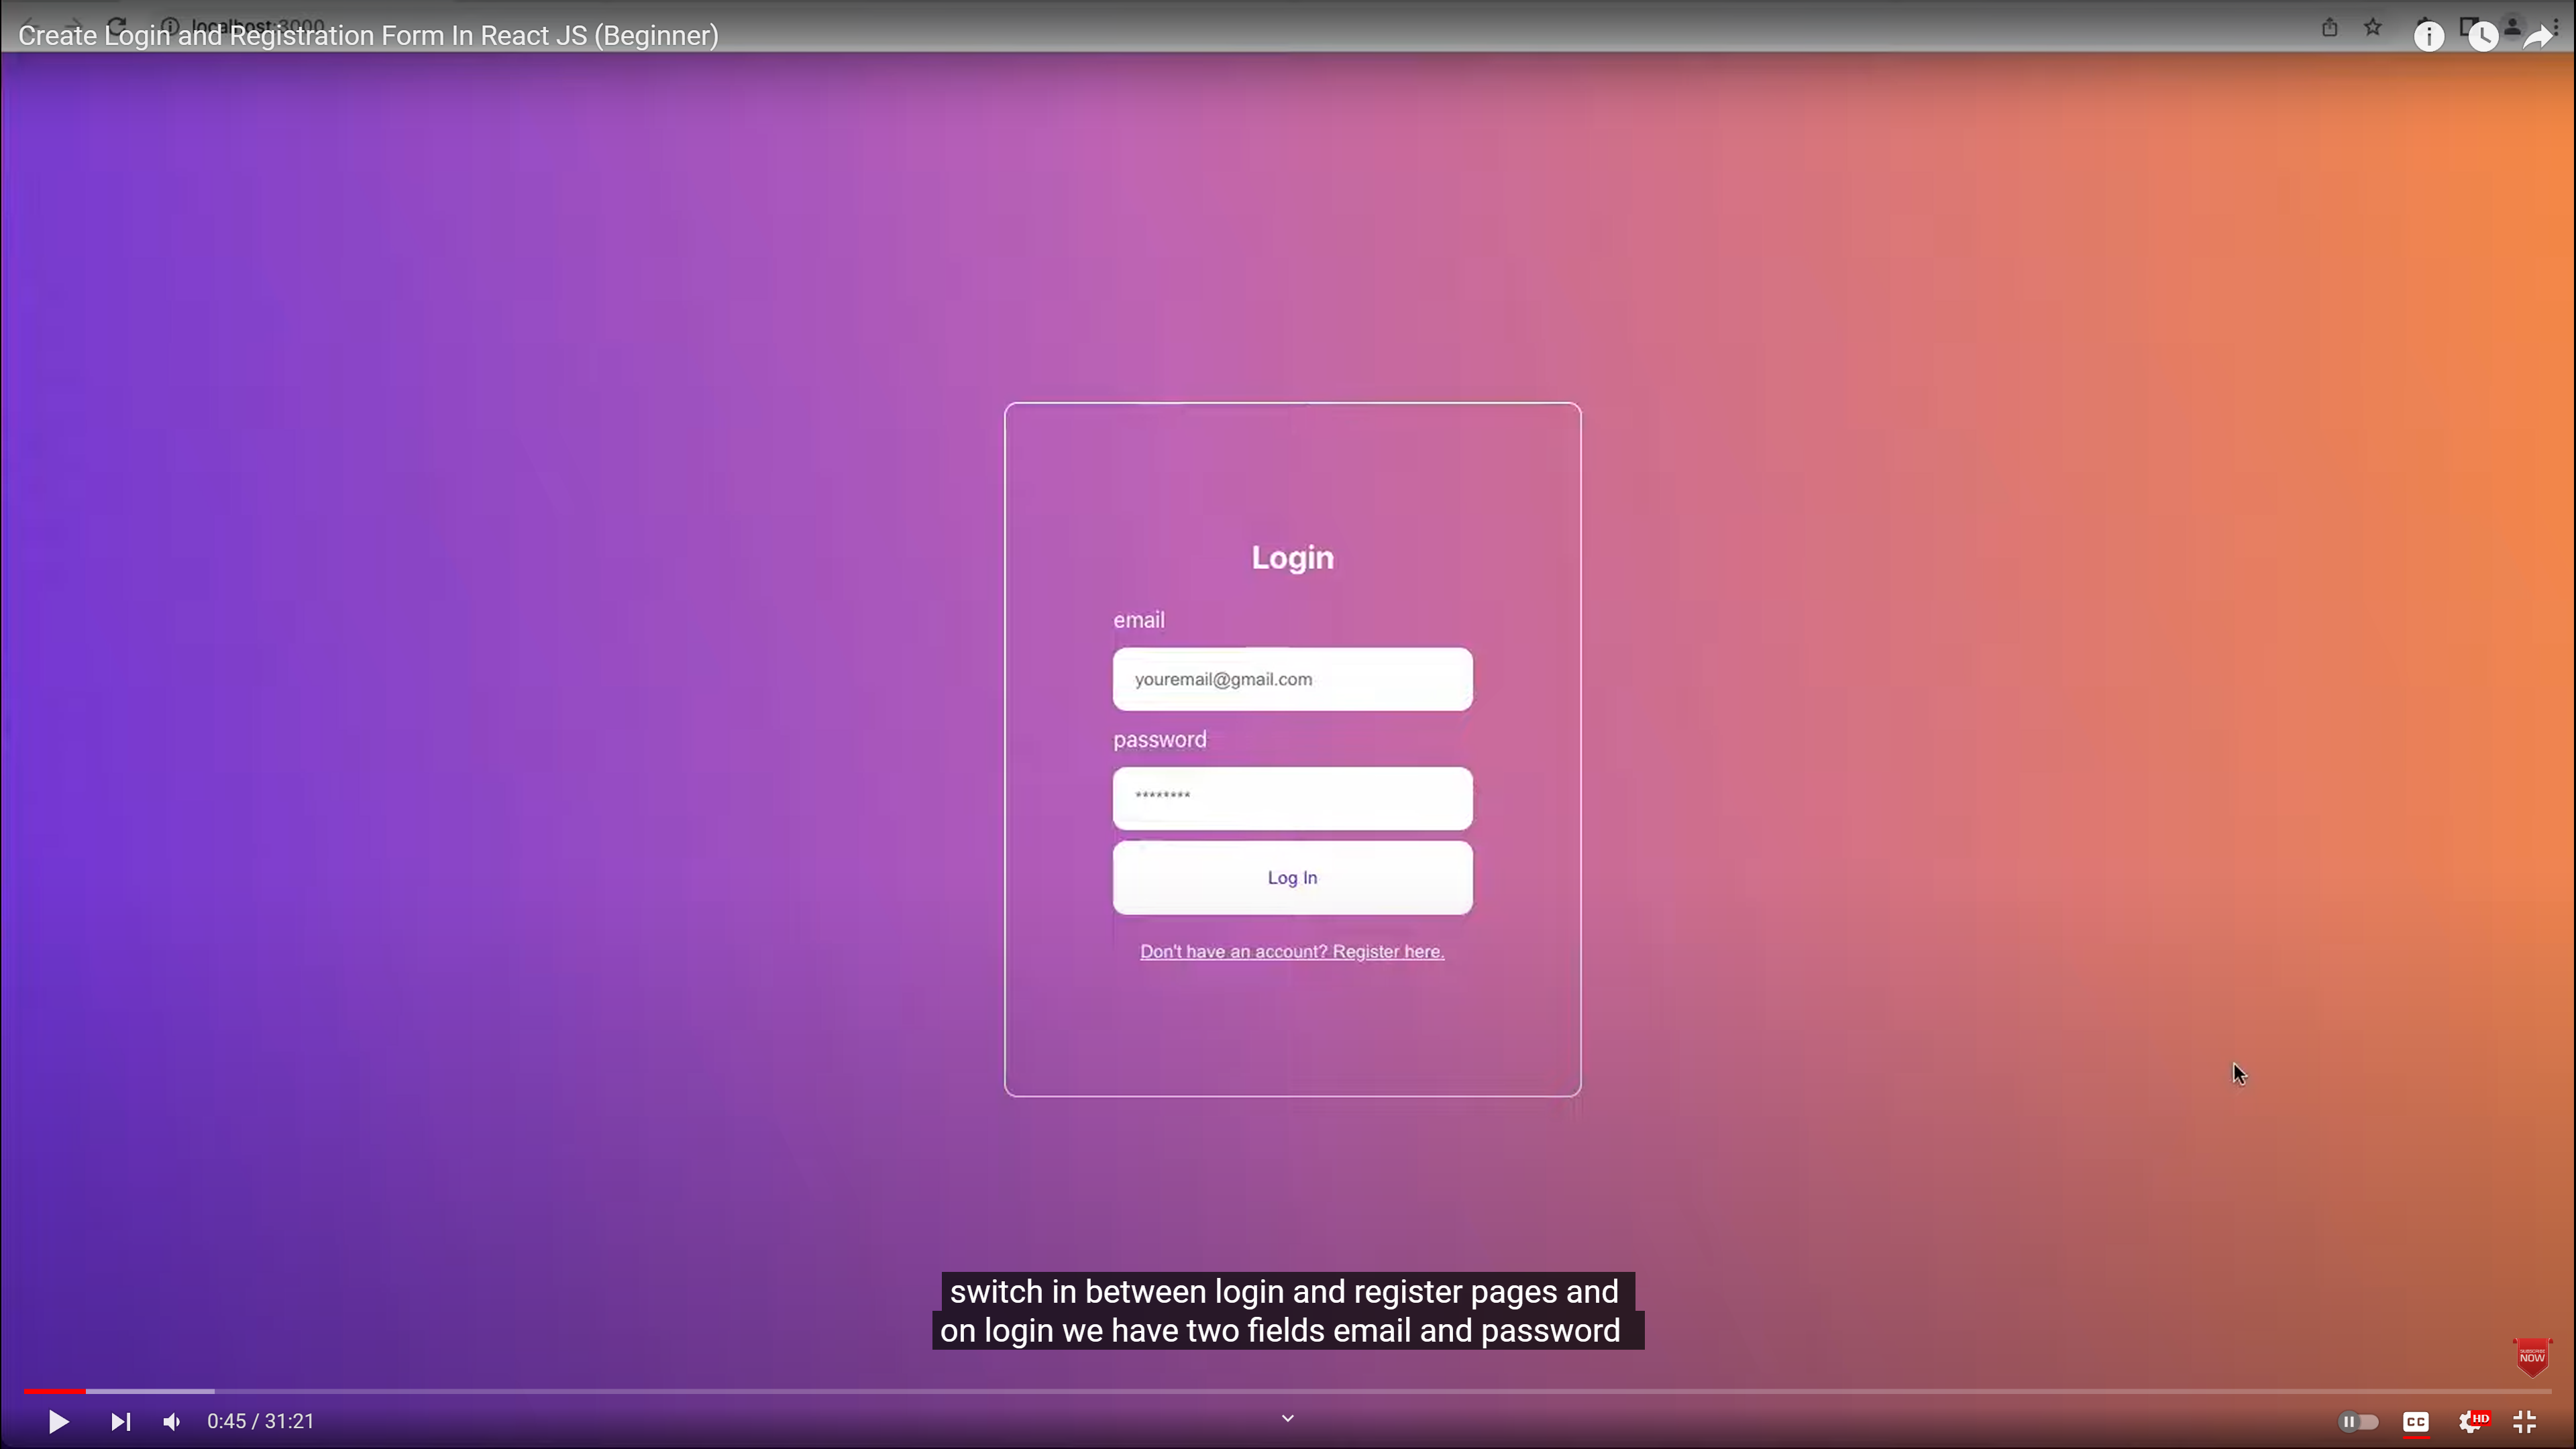 localhost:3000
Create Login and Registration Form In React JS (Beginner)
Login
email
youremail@gmail.com
password
********
Log In
Don't have an account? Register here.
switch in between login and register pages and
on login we have two fields email and password
SUBSCRIBE
NOW
0:45 / 31:21
CC
HD